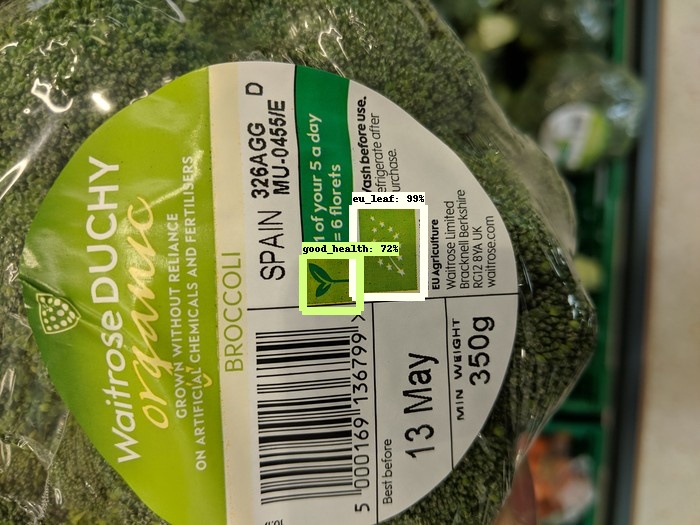 Waitrose DUCHY
organic
GROWN WITHOUT RELIANCE
ON ARTIFICIAL CHEMICALS AND FERTILISERS
BROCCOLI
SPAIN 326AGG D
MU-0455/E
1 of your 5 a day
= 6 florets
Wash before use.
efrigerate after
urchase.
eu_leaf: 99%
good_health: 72%
EU Agriculture
Waitrose Limited
Bracknell Berkshire
RG12 8YA UK
waitrose.com
5 000169 136799 >
Best before
13 May
MIN WEIGHT
350g